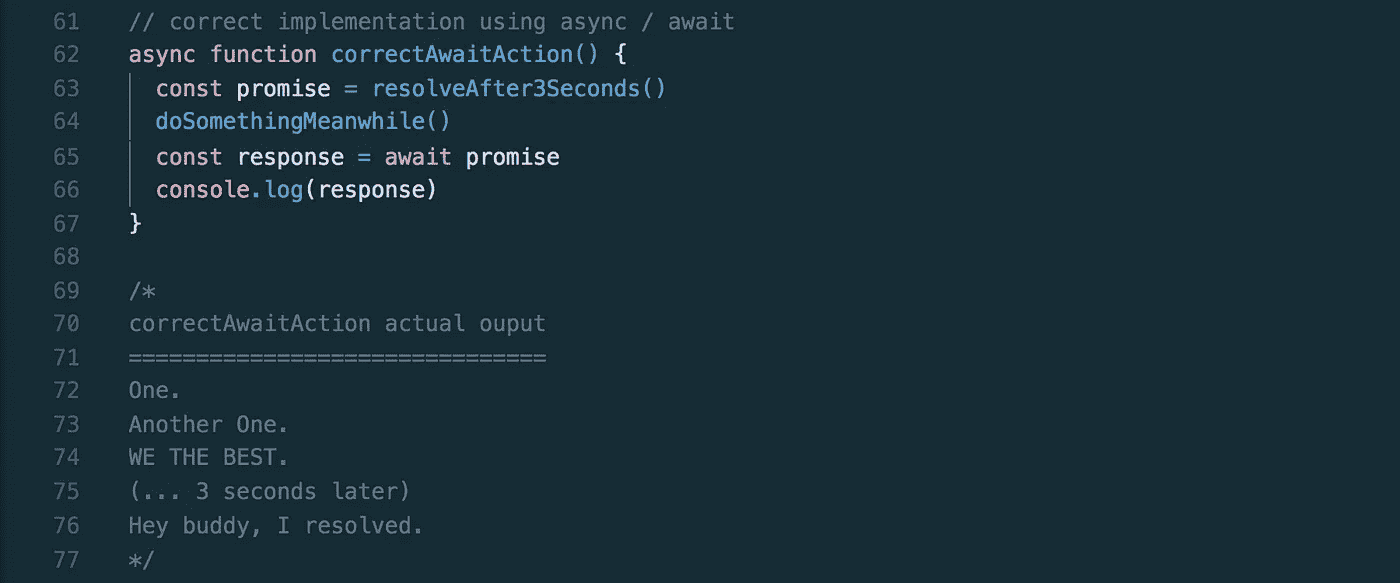 61 // correct implementation using async / await
62 async function correctAwaitAction() {
63 const promise = resolveAfter3Seconds()
64 doSomethingMeanwhile()
65 const response = await promise
66 console.log(response)
67 }
68
69 /*
70 correctAwaitAction actual ouput
71 ===============================
72 One.
73 Another One.
74 WE THE BEST.
75 (... 3 seconds later)
76 Hey buddy, I resolved.
77 */